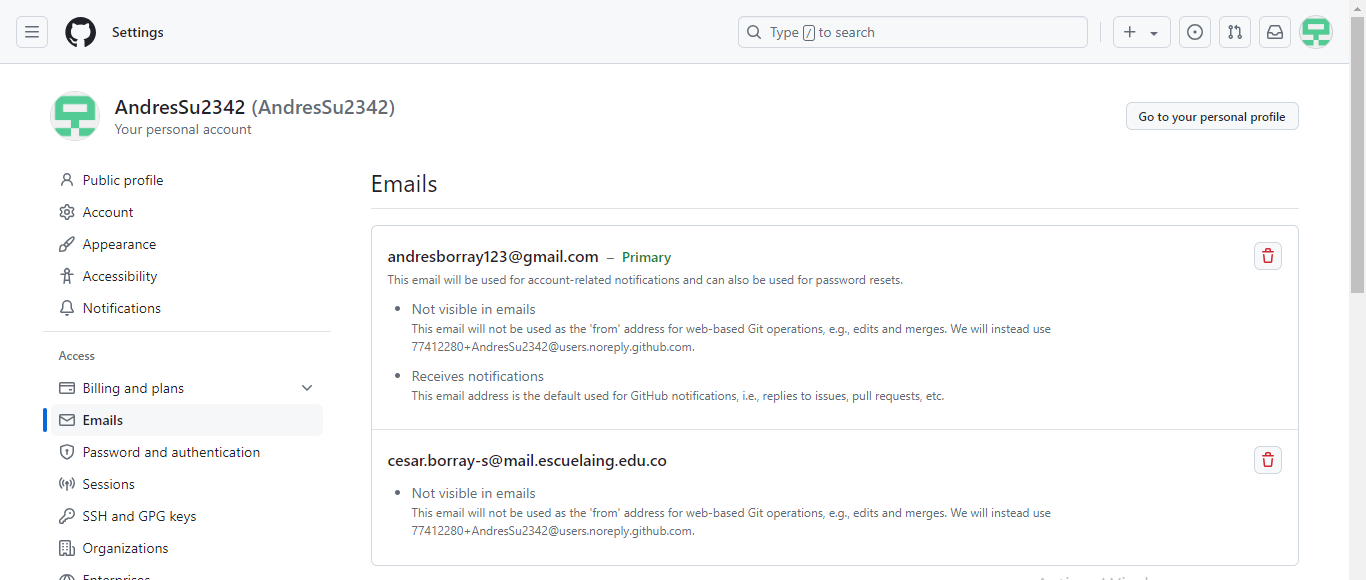 Settings
Type / to search
AndresSu2342 (AndresSu2342)
Your personal account
Go to your personal profile
Public profile
Account
Appearance
Accessibility
Notifications
Access
Billing and plans
Emails
Password and authentication
Sessions
SSH and GPG keys
Organizations
Enterprises
Emails
andresborray123@gmail.com – Primary
This email will be used for account-related notifications and can also be used for password resets.
Not visible in emails
This email will not be used as the 'from' address for web-based Git operations, e.g., edits and merges. We will instead use
77412280+AndresSu2342@users.noreply.github.com.
Receives notifications
This email address is the default used for GitHub notifications, i.e., replies to issues, pull requests, etc.
cesar.borray-s@mail.escuelaing.edu.co
Not visible in emails
This email will not be used as the 'from' address for web-based Git operations, e.g., edits and merges. We will instead use
77412280+AndresSu2342@users.noreply.github.com.